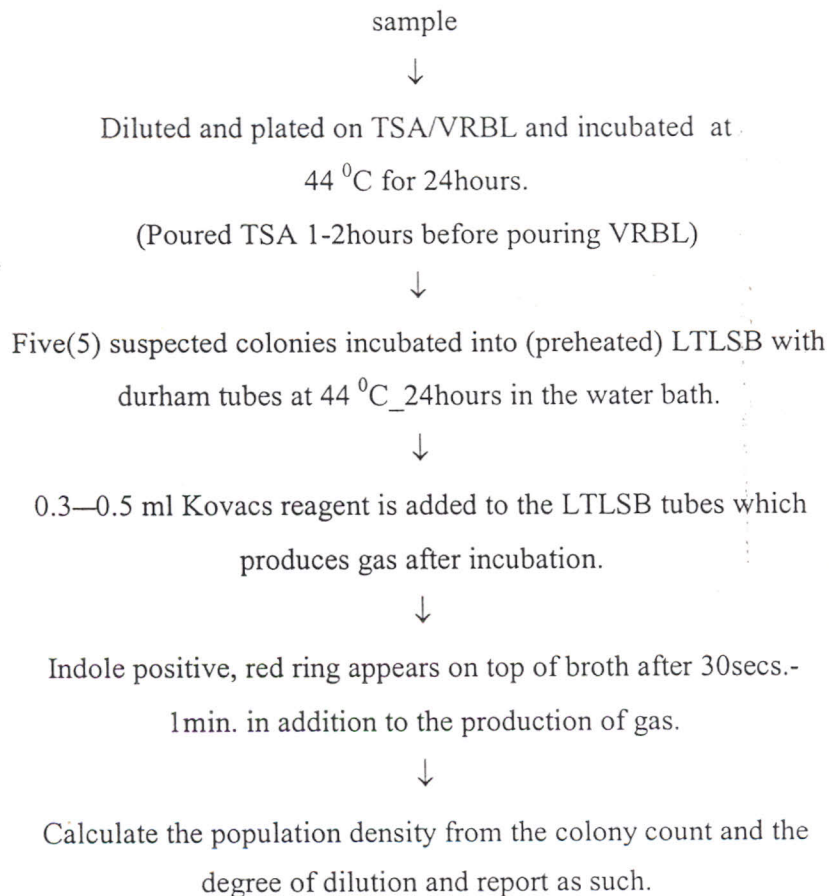 sample
↓
Diluted and plated on TSA/VRBL and incubated at
44 ⁰C for 24hours.
(Poured TSA 1-2hours before pouring VRBL)
↓
Five(5) suspected colonies incubated into (preheated) LTLSB with
durham tubes at 44 ⁰C_24hours in the water bath.
↓
0.3—0.5 ml Kovacs reagent is added to the LTLSB tubes which
produces gas after incubation.
↓
Indole positive, red ring appears on top of broth after 30secs.-
1min. in addition to the production of gas.
↓
Calculate the population density from the colony count and the
degree of dilution and report as such.